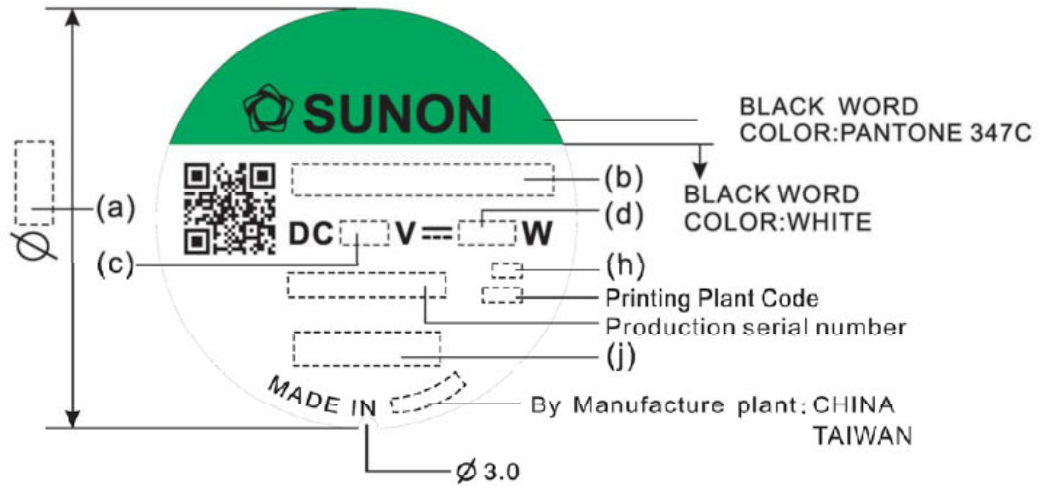 SUNON
BLACK WORD
COLOR:PANTONE 347C
BLACK WORD
COLOR:WHITE
(a)
(b)
DC V⎓ W
(d)
(c)
(h)
Printing Plant Code
Production serial number
(j)
MADE IN
By Manufacture plant: CHINA
TAIWAN
Ø
Ø 3.0